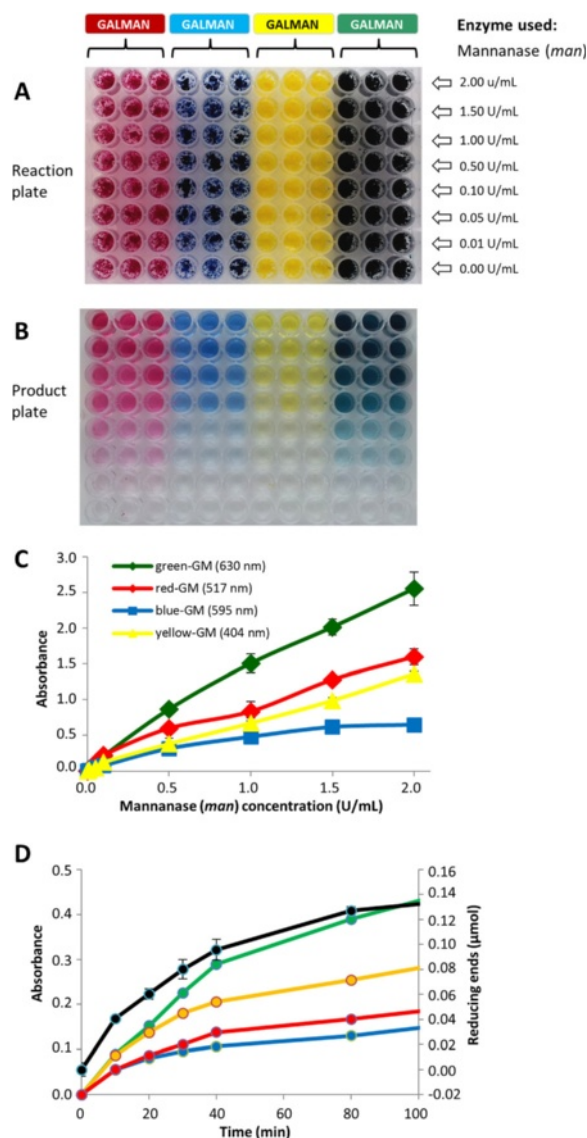 GALMAN GALMAN GALMAN GALMAN
Enzyme used:
Mannanase (man)
A
Reaction
plate
2.00 u/mL
1.50 U/mL
1.00 U/mL
0.50 U/mL
0.10 U/mL
0.05 U/mL
0.01 U/mL
0.00 U/mL
B
Product
plate
C
3.0
2.5
2.0
1.5
1.0
0.5
0.0
Absorbance
green-GM (630 nm)
red-GM (517 nm)
blue-GM (595 nm)
yellow-GM (404 nm)
0.0 0.5 1.0 1.5 2.0
Mannanase (man) concentration (U/mL)
D
0.5
0.4
0.3
0.2
0.1
0.0
Absorbance
0.16
0.14
0.12
0.10
0.08
0.06
0.04
0.02
0.00
-0.02
Reducing ends (µmol)
0 20 40 60 80 100
Time (min)